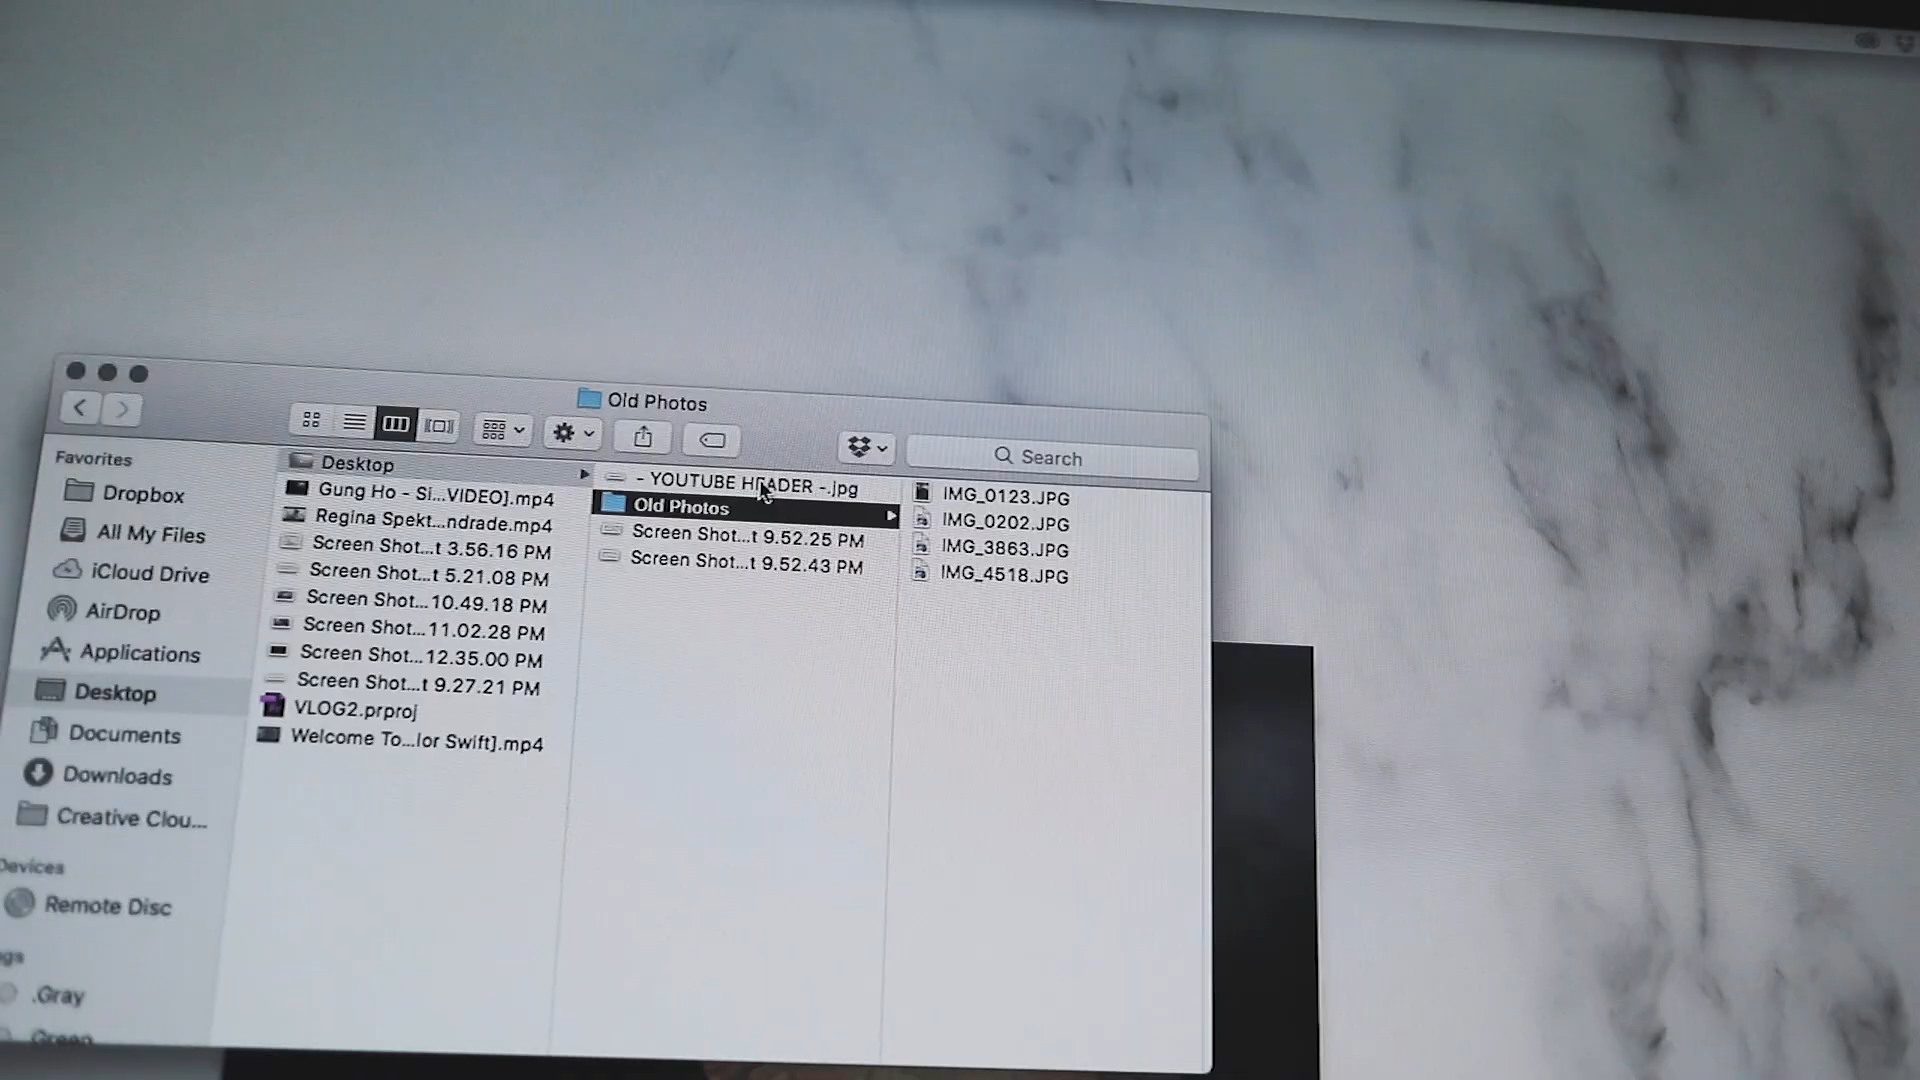 Old Photos
Search
Favorites
Dropbox
All My Files
iCloud Drive
AirDrop
Applications
Desktop
Documents
Downloads
Creative Clou...
Devices
Remote Disc
.Gray
Green
Desktop
Gung Ho - Si...VIDEO].mp4
Regina Spekt...ndrade.mp4
Screen Shot...t 3.56.16 PM
Screen Shot...t 5.21.08 PM
Screen Shot...10.49.18 PM
Screen Shot...11.02.28 PM
Screen Shot...12.35.00 PM
Screen Shot...t 9.27.21 PM
VLOG2.prproj
Welcome To...lor Swift].mp4
- YOUTUBE HEADER -.jpg
Old Photos
Screen Shot...t 9.52.25 PM
Screen Shot...t 9.52.43 PM
IMG_0123.JPG
IMG_0202.JPG
IMG_3863.JPG
IMG_4518.JPG